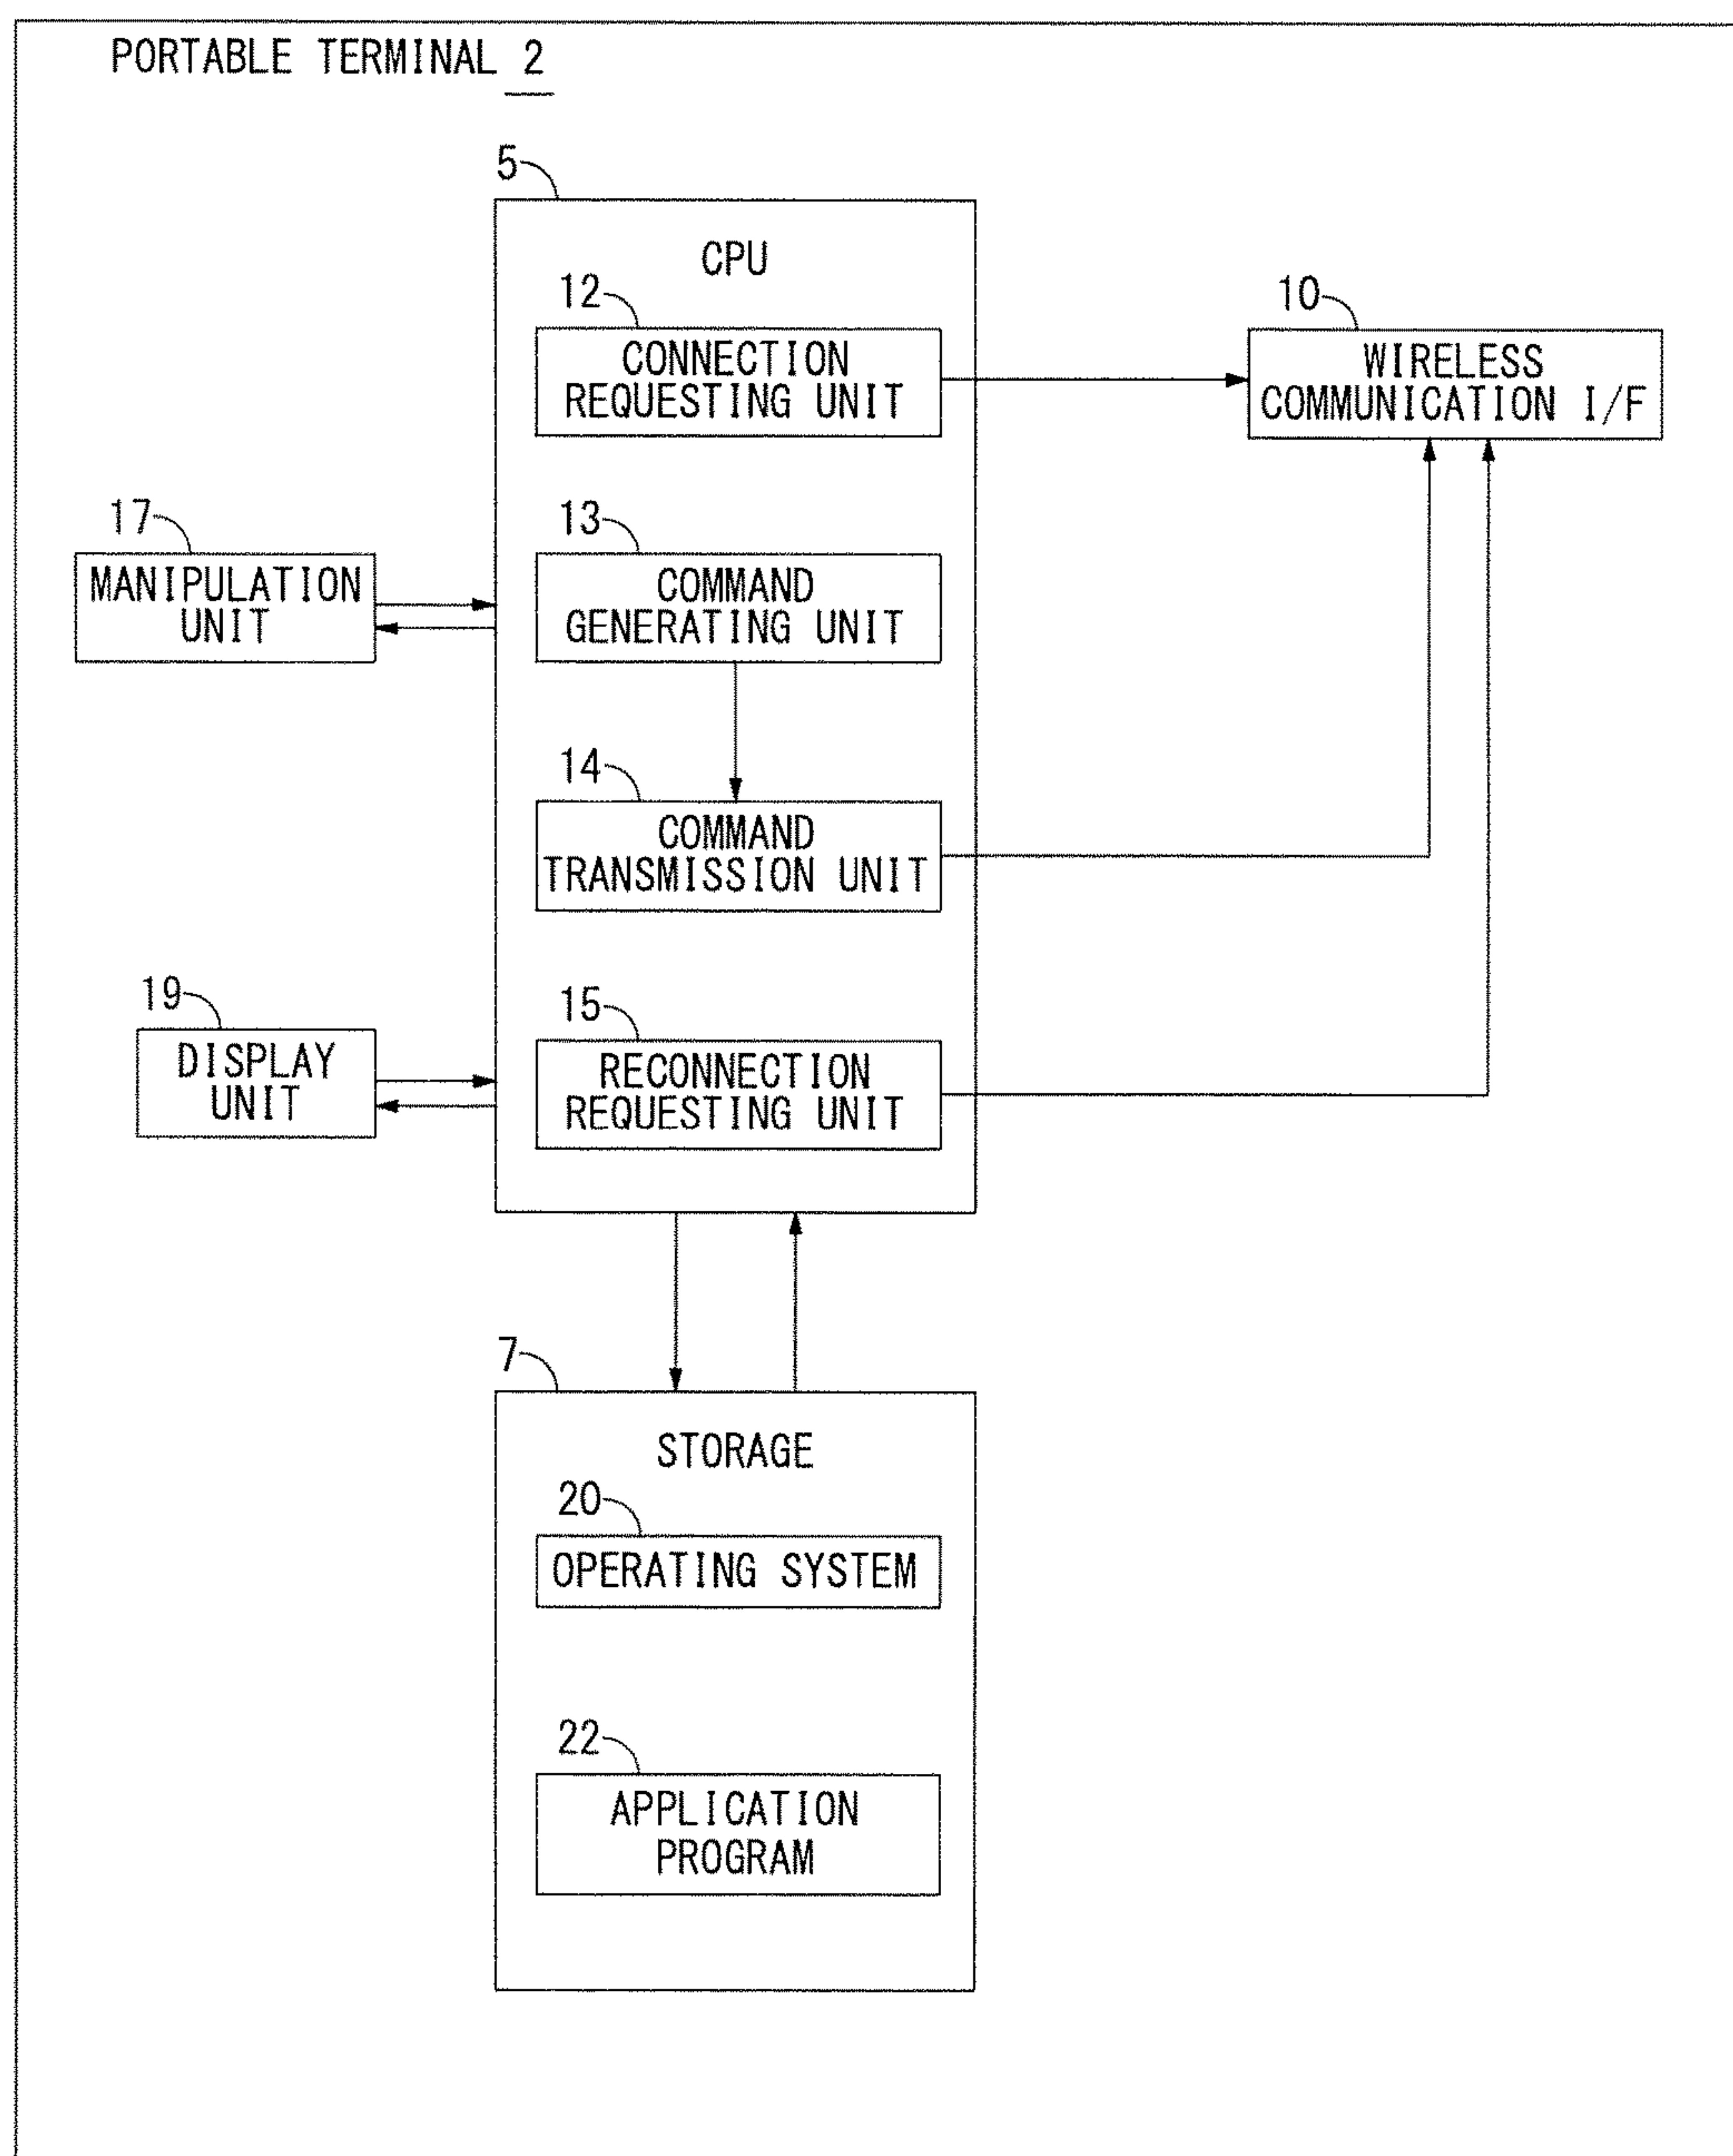 PORTABLE TERMINAL 2
5
CPU
12
CONNECTION
REQUESTING UNIT
10
WIRELESS
COMMUNICATION I/F
17
MANIPULATION
UNIT
13
COMMAND
GENERATING UNIT
14
COMMAND
TRANSMISSION UNIT
19
DISPLAY
UNIT
15
RECONNECTION
REQUESTING UNIT
7
STORAGE
20
OPERATING SYSTEM
22
APPLICATION
PROGRAM